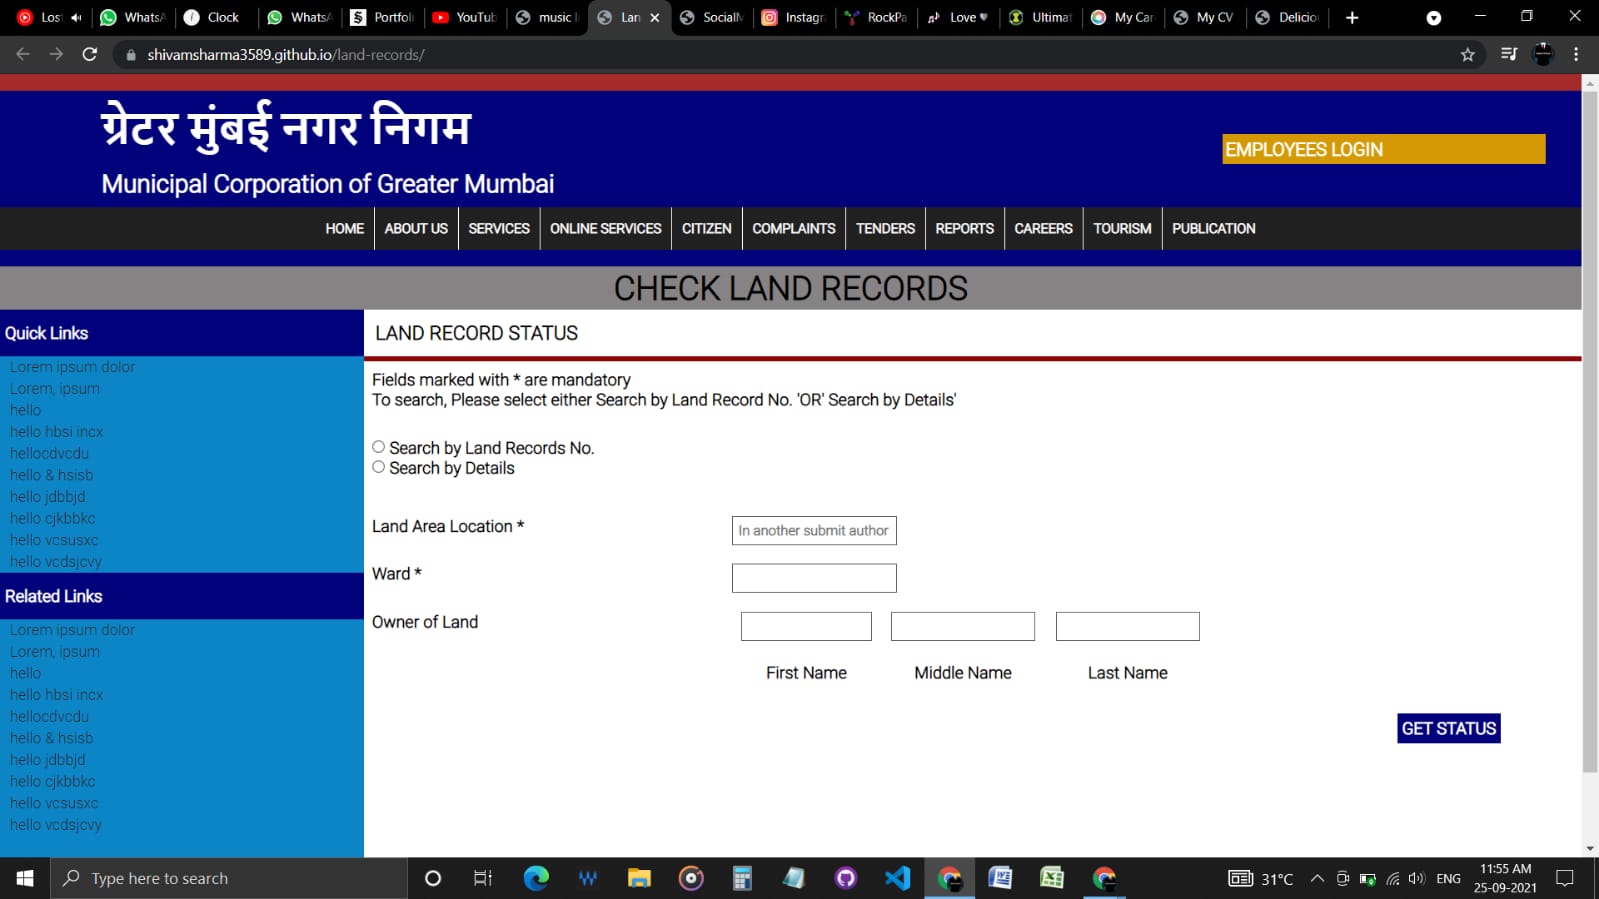 Lost
WhatsA
Clock
WhatsA
Portfoli
YouTub
music li
Lan
SocialM
Instagr
RockPa
Love
Ultimat
My Car
My CV
Deliciou
shivamsharma3589.github.io/land-records/
ग्रेटर मुंबई नगर निगम
Municipal Corporation of Greater Mumbai
EMPLOYEES LOGIN
HOME ABOUT US SERVICES ONLINE SERVICES CITIZEN COMPLAINTS TENDERS REPORTS CAREERS TOURISM PUBLICATION
CHECK LAND RECORDS
Quick Links
Lorem ipsum dolor
Lorem, ipsum
hello
hello hbsi incx
hellocdvcdu
hello & hsisb
hello jdbbjd
hello cjkbbkc
hello vcsusxc
hello vcdsjcvy
Related Links
Lorem ipsum dolor
Lorem, ipsum
hello
hello hbsi incx
hellocdvcdu
hello & hsisb
hello jdbbjd
hello cjkbbkc
hello vcsusxc
hello vcdsjcvy
LAND RECORD STATUS
Fields marked with * are mandatory
To search, Please select either Search by Land Record No. 'OR' Search by Details'
Search by Land Records No.
Search by Details
Land Area Location *
In another submit author
Ward *
Owner of Land
First Name Middle Name Last Name
GET STATUS
Type here to search
31°C
ENG
11:55 AM
25-09-2021